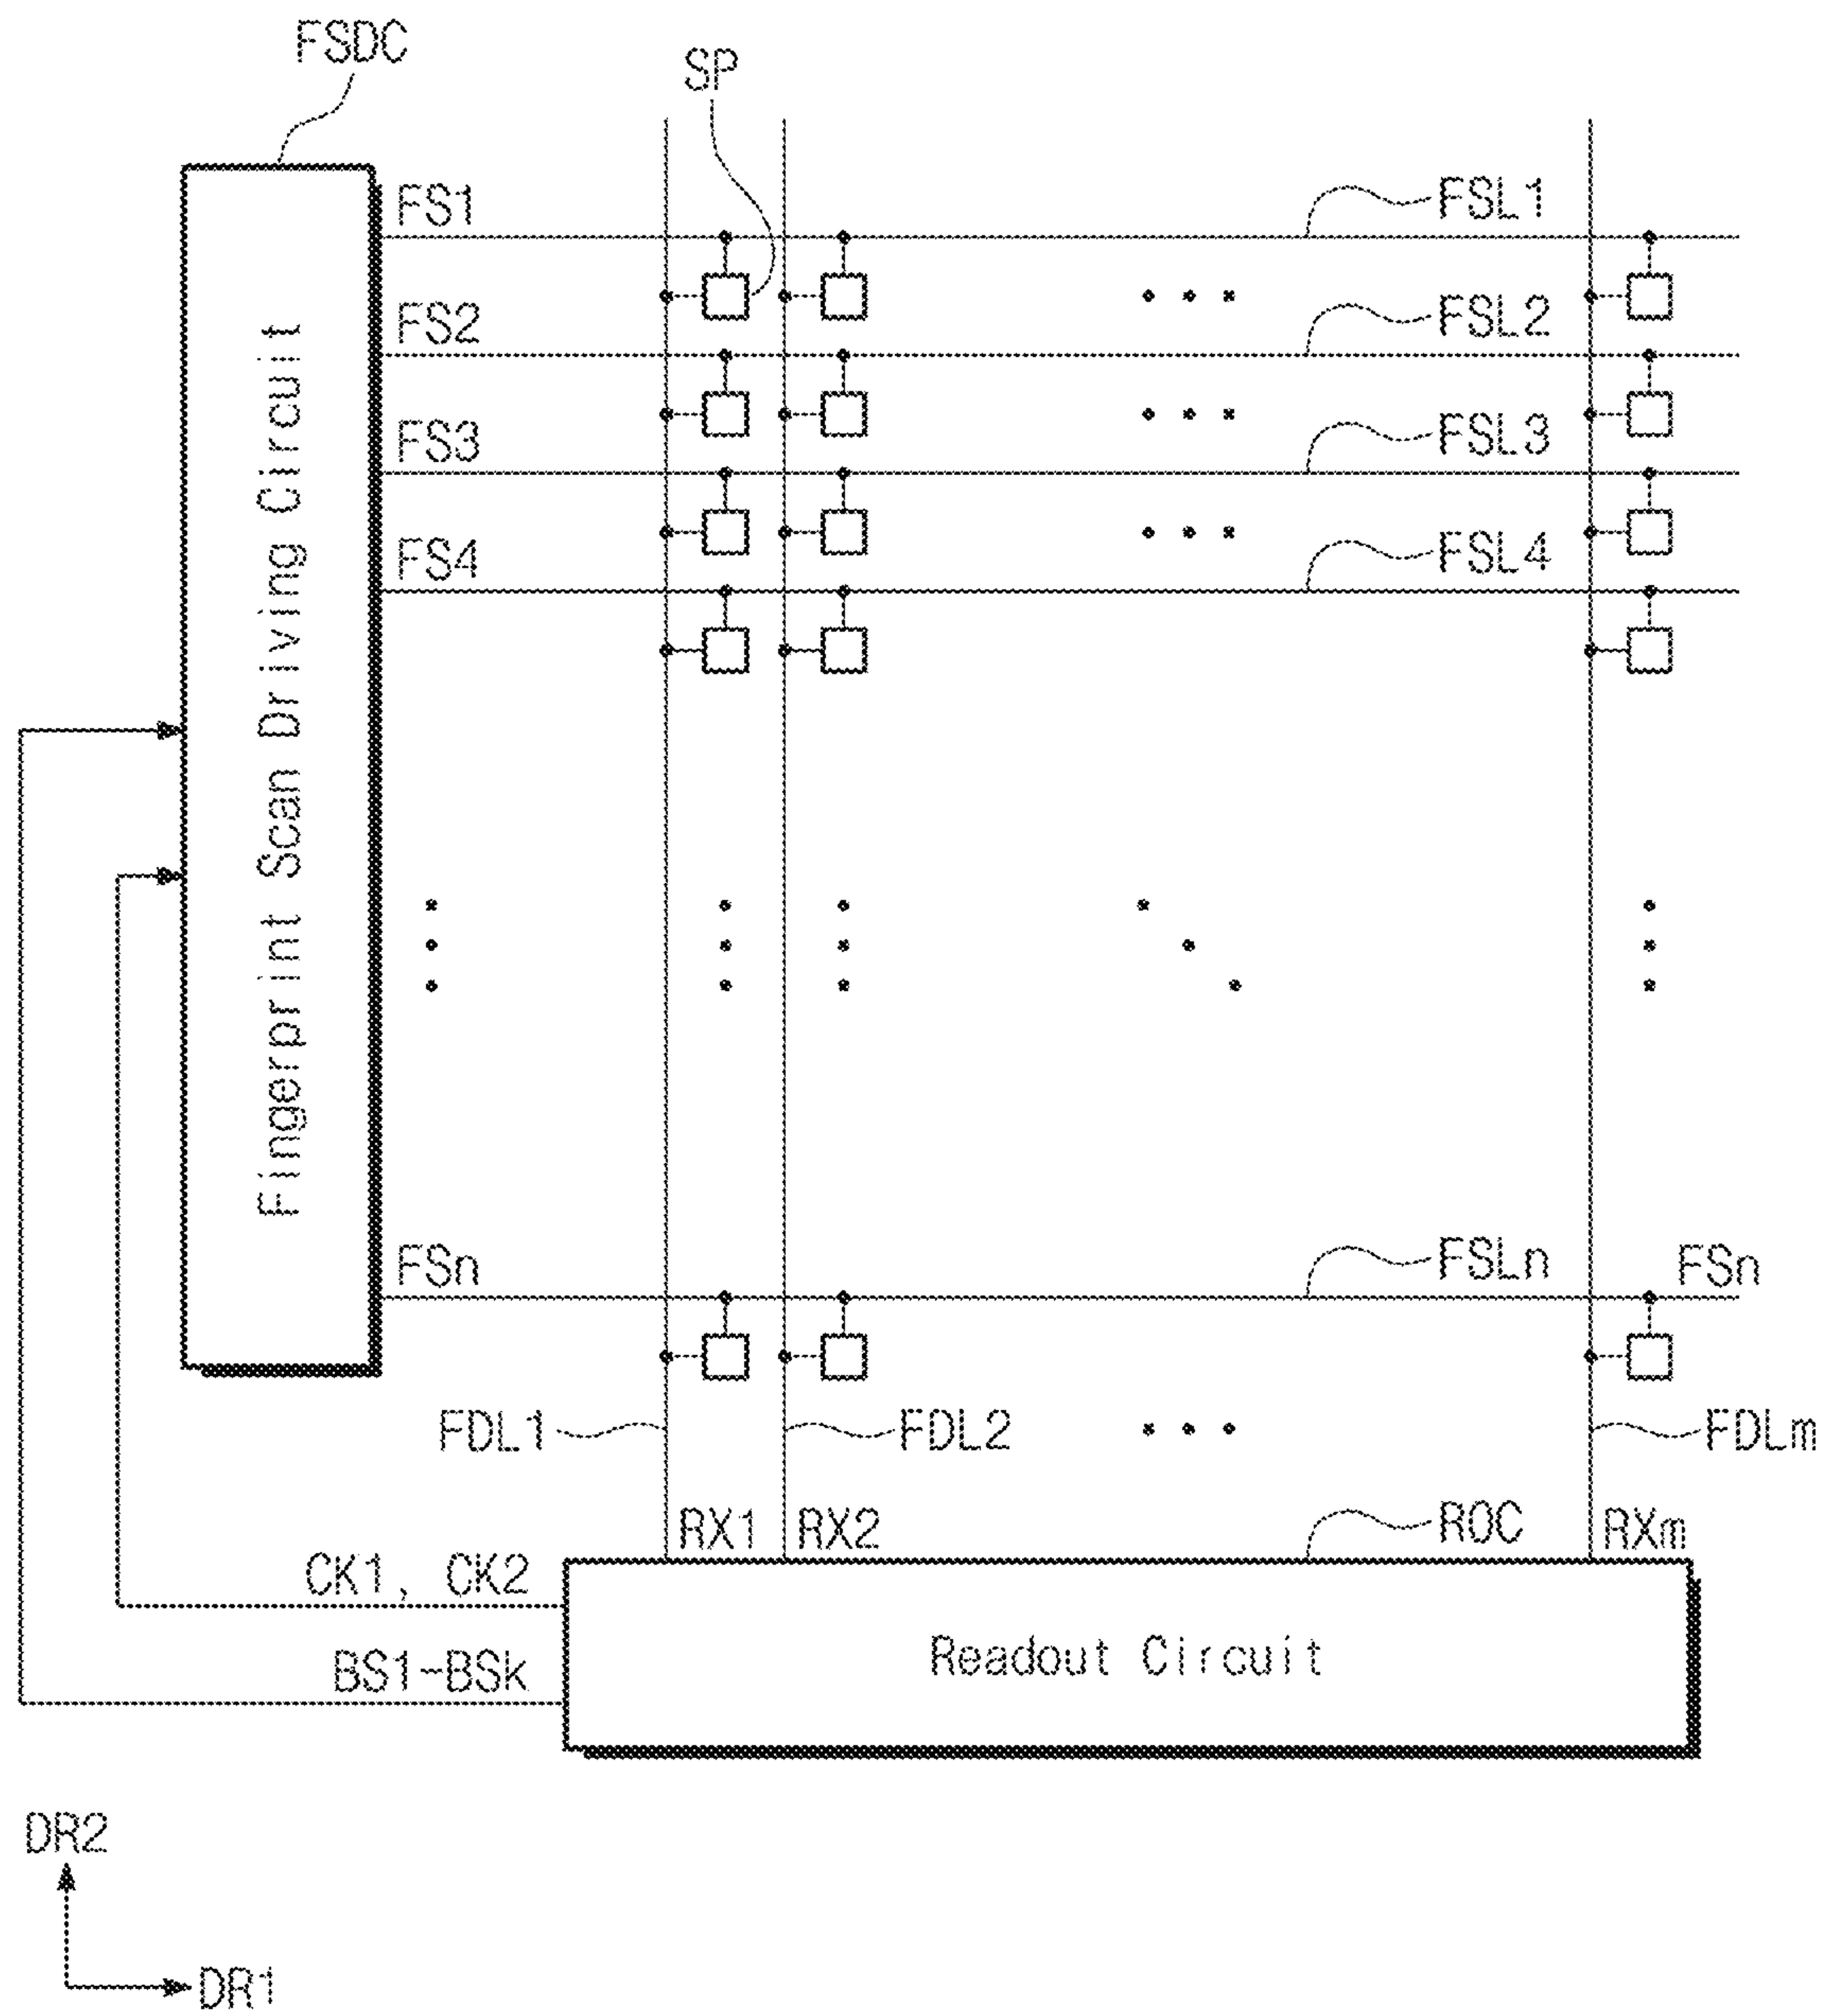 FSDC
SP
FS1
FSL1
FS2
FSL2
FS3
FSL3
FS4
FSL4
Fingerprint Scan Driving Circuit
FSn
FSLn
FSn
FDL1
FDL2
FDLm
RX1
RX2
ROC
RXm
CK1, CK2
BS1-BSk
Readout Circuit
DR2
DR1